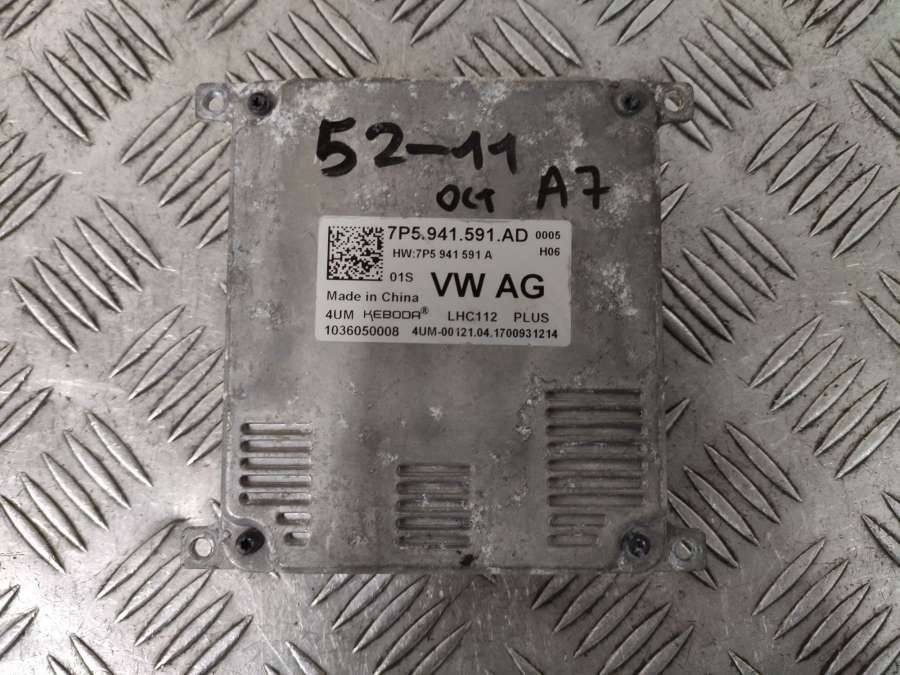 52-11
OCT A7
7P5.941.591.AD 0005
HW:7P5 941 591 A H06
01S VW AG
Made in China
4UM KEBODA® LHC112 PLUS
1036050008 4UM-00121.04.1700931214